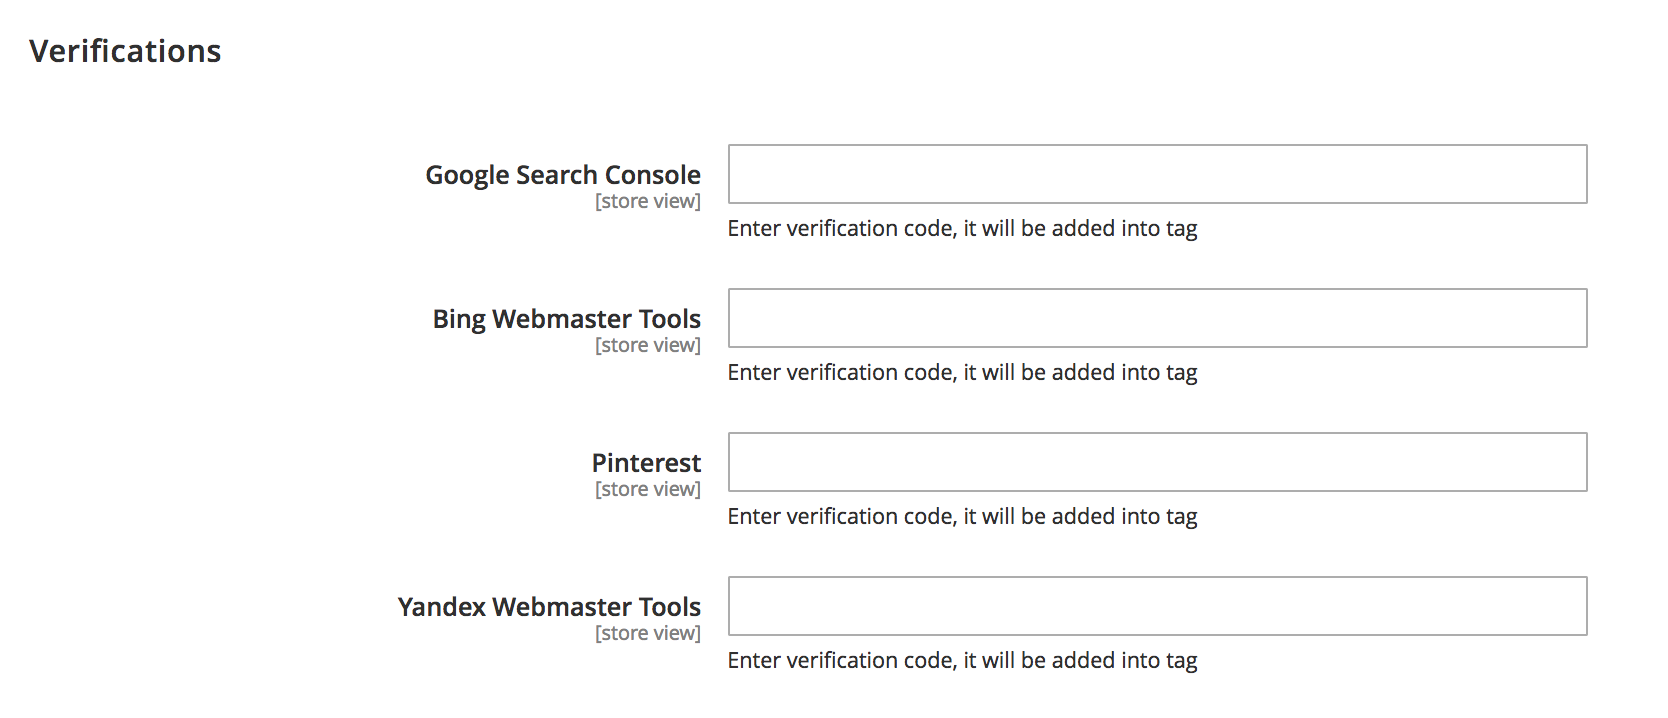 Verifications
Google Search Console
[store view]
Enter verification code, it will be added into tag
Bing Webmaster Tools
[store view]
Enter verification code, it will be added into tag
Pinterest
[store view]
Enter verification code, it will be added into tag
Yandex Webmaster Tools
[store view]
Enter verification code, it will be added into tag